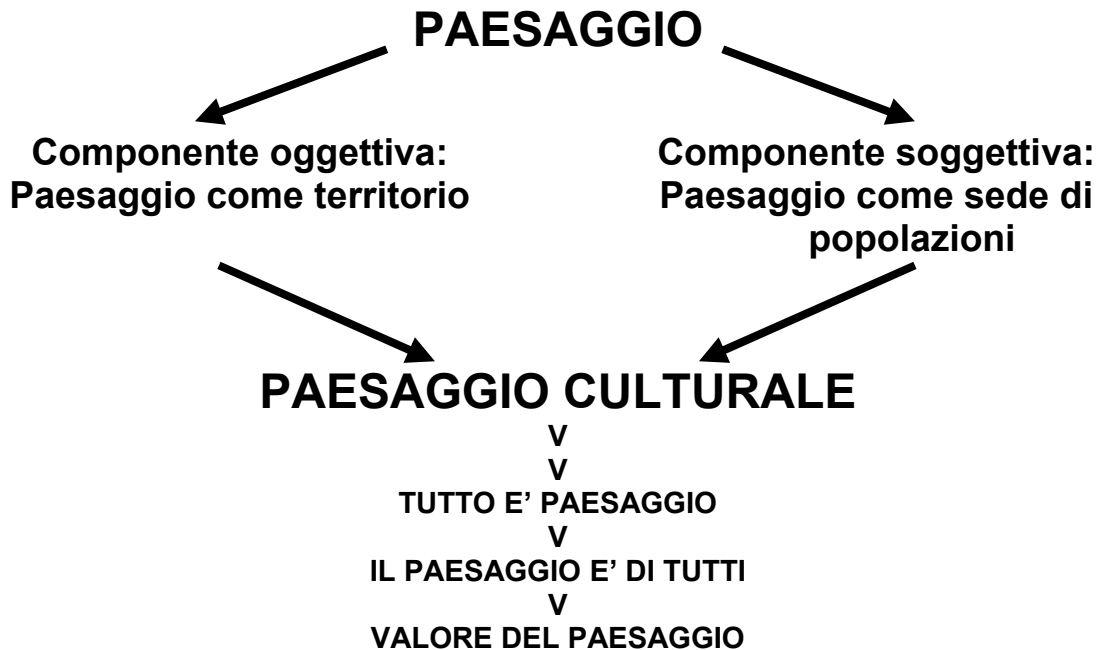 PAESAGGIO
Componente oggettiva:
Paesaggio come territorio
Componente soggettiva:
Paesaggio come sede di
popolazioni
PAESAGGIO CULTURALE
V
V
TUTTO E’ PAESAGGIO
V
IL PAESAGGIO E’ DI TUTTI
V
VALORE DEL PAESAGGIO